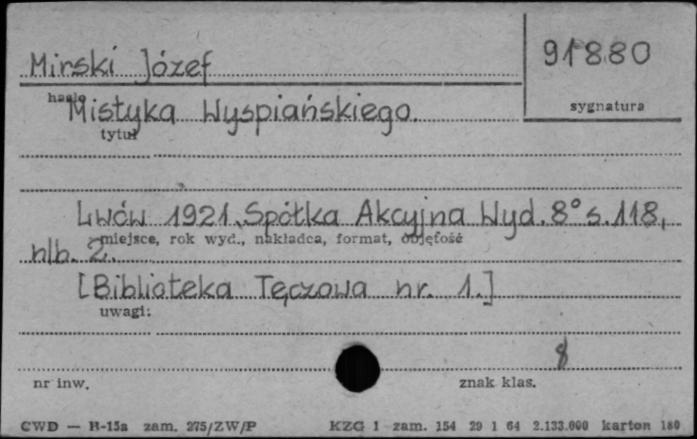 Mirski Józef
91880
hasło
sygnatura
Mistyka Wyspiańskiego.
tytuł
Lwów 1921. Spółka Akcyjna Wyd. 8° s. 118,
miejsce, rok wyd., nakładca, format, objętość
nlb. 2.
[Biblioteka Tęczowa nr. 1.]
uwagi:
8
nr inw.
znak klas.
CWD — H-15a zam. 275/ZW/P KZG 1 zam. 154 29 1 64 2.133.000 karton 180